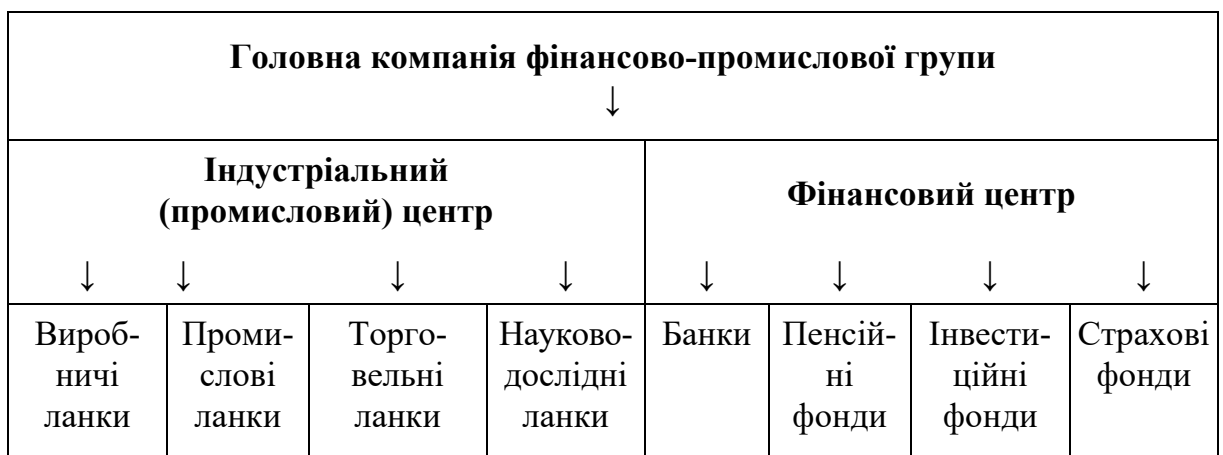 Головна компанія фінансово-промислової групи
↓
Індустріальний
(промисловий) центр
↓ ↓ ↓ ↓
Фінансовий центр
↓ ↓ ↓ ↓
Вироб-
ничі
ланки
Проми-
слові
ланки
Торго-
вельні
ланки
Науково-
дослідні
ланки
Банки
Пенсій-
ні
фонди
Інвести-
ційні
фонди
Страхові
фонди